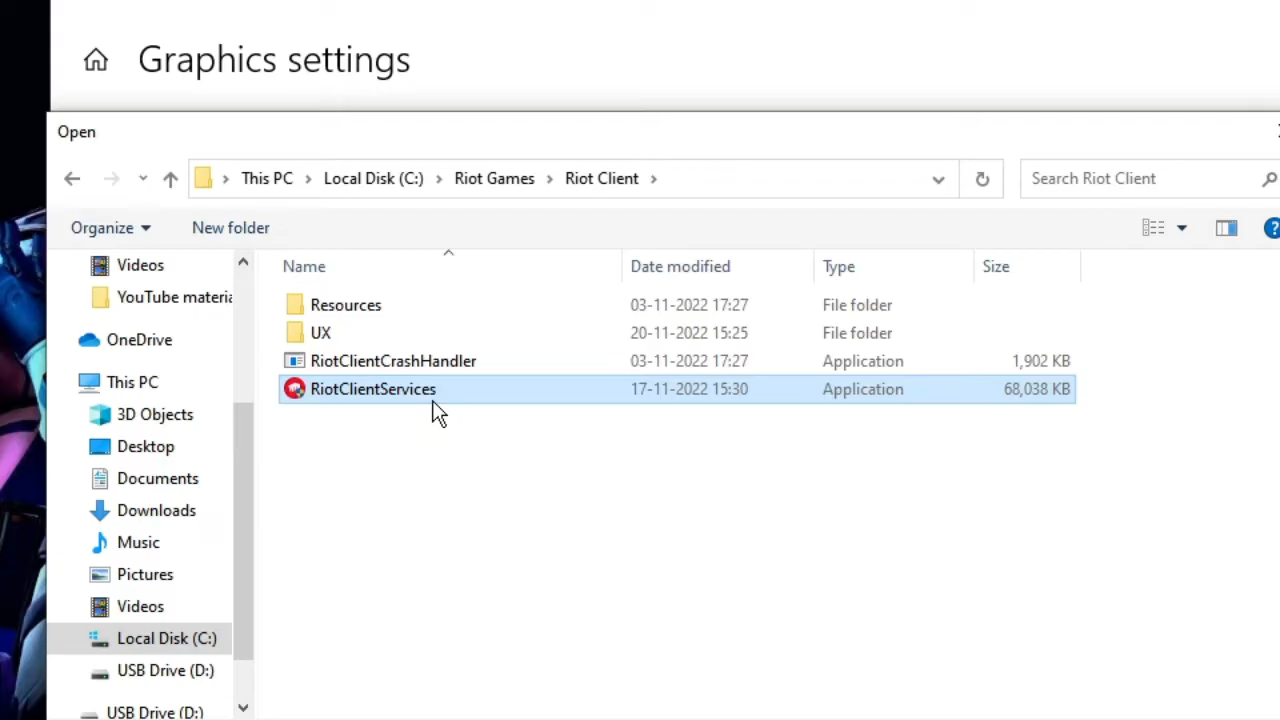 Graphics settings
Open
This PC
Local Disk (C:)
Riot Games
Riot Client
Search Riot Client
Organize
New folder
Videos
YouTube materia
OneDrive
This PC
3D Objects
Desktop
Documents
Downloads
Music
Pictures
Videos
Local Disk (C:)
USB Drive (D:)
USB Drive (D:)
Name Date modified Type Size
Resources 03-11-2022 17:27 File folder
UX 20-11-2022 15:25 File folder
RiotClientCrashHandler 03-11-2022 17:27 Application 1,902 KB
RiotClientServices 17-11-2022 15:30 Application 68,038 KB